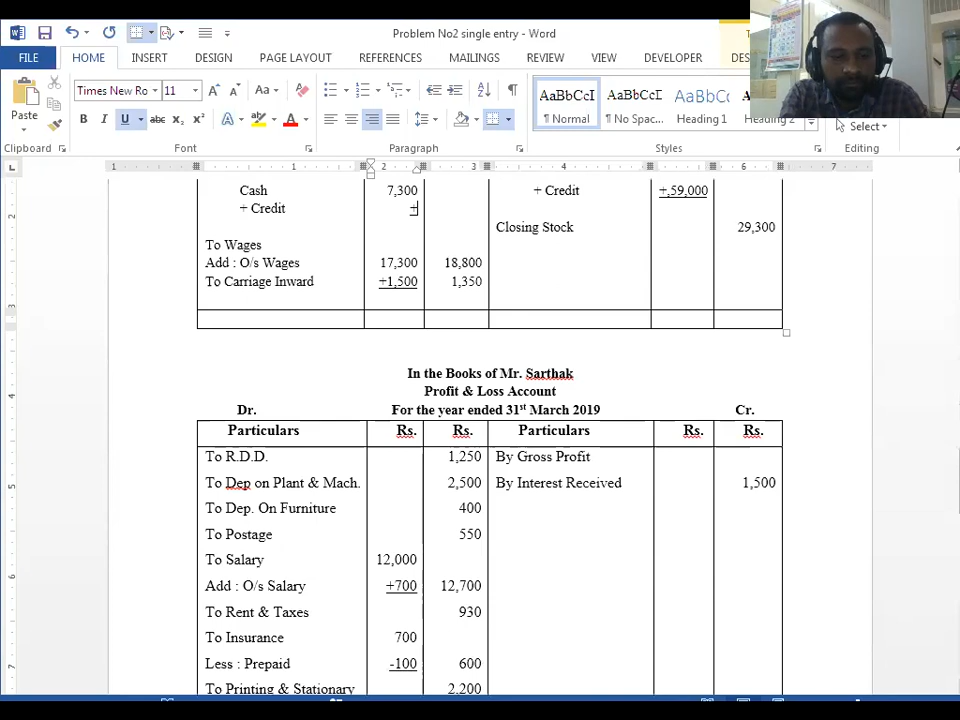 Problem No2 single entry - Word
FILE HOME INSERT DESIGN PAGE LAYOUT REFERENCES MAILINGS REVIEW VIEW DEVELOPER
Times New Ro 11
Paste
Clipboard Font Paragraph Styles Editing
AaBbCcI AaBbCcI AaBbCc
¶ Normal ¶ No Spac... Heading 1 Heading 2
Select
Cash 7,300 + Credit +,59,000
+ Credit +
Closing Stock 29,300
To Wages
Add : O/s Wages 17,300 18,800
To Carriage Inward +1,500 1,350
In the Books of Mr. Sarthak
Profit & Loss Account
Dr. For the year ended 31st March 2019 Cr.
Particulars Rs. Rs. Particulars Rs. Rs.
To R.D.D. 1,250 By Gross Profit
To Dep on Plant & Mach. 2,500 By Interest Received 1,500
To Dep. On Furniture 400
To Postage 550
To Salary 12,000
Add : O/s Salary +700 12,700
To Rent & Taxes 930
To Insurance 700
Less : Prepaid -100 600
To Printing & Stationary 2,200